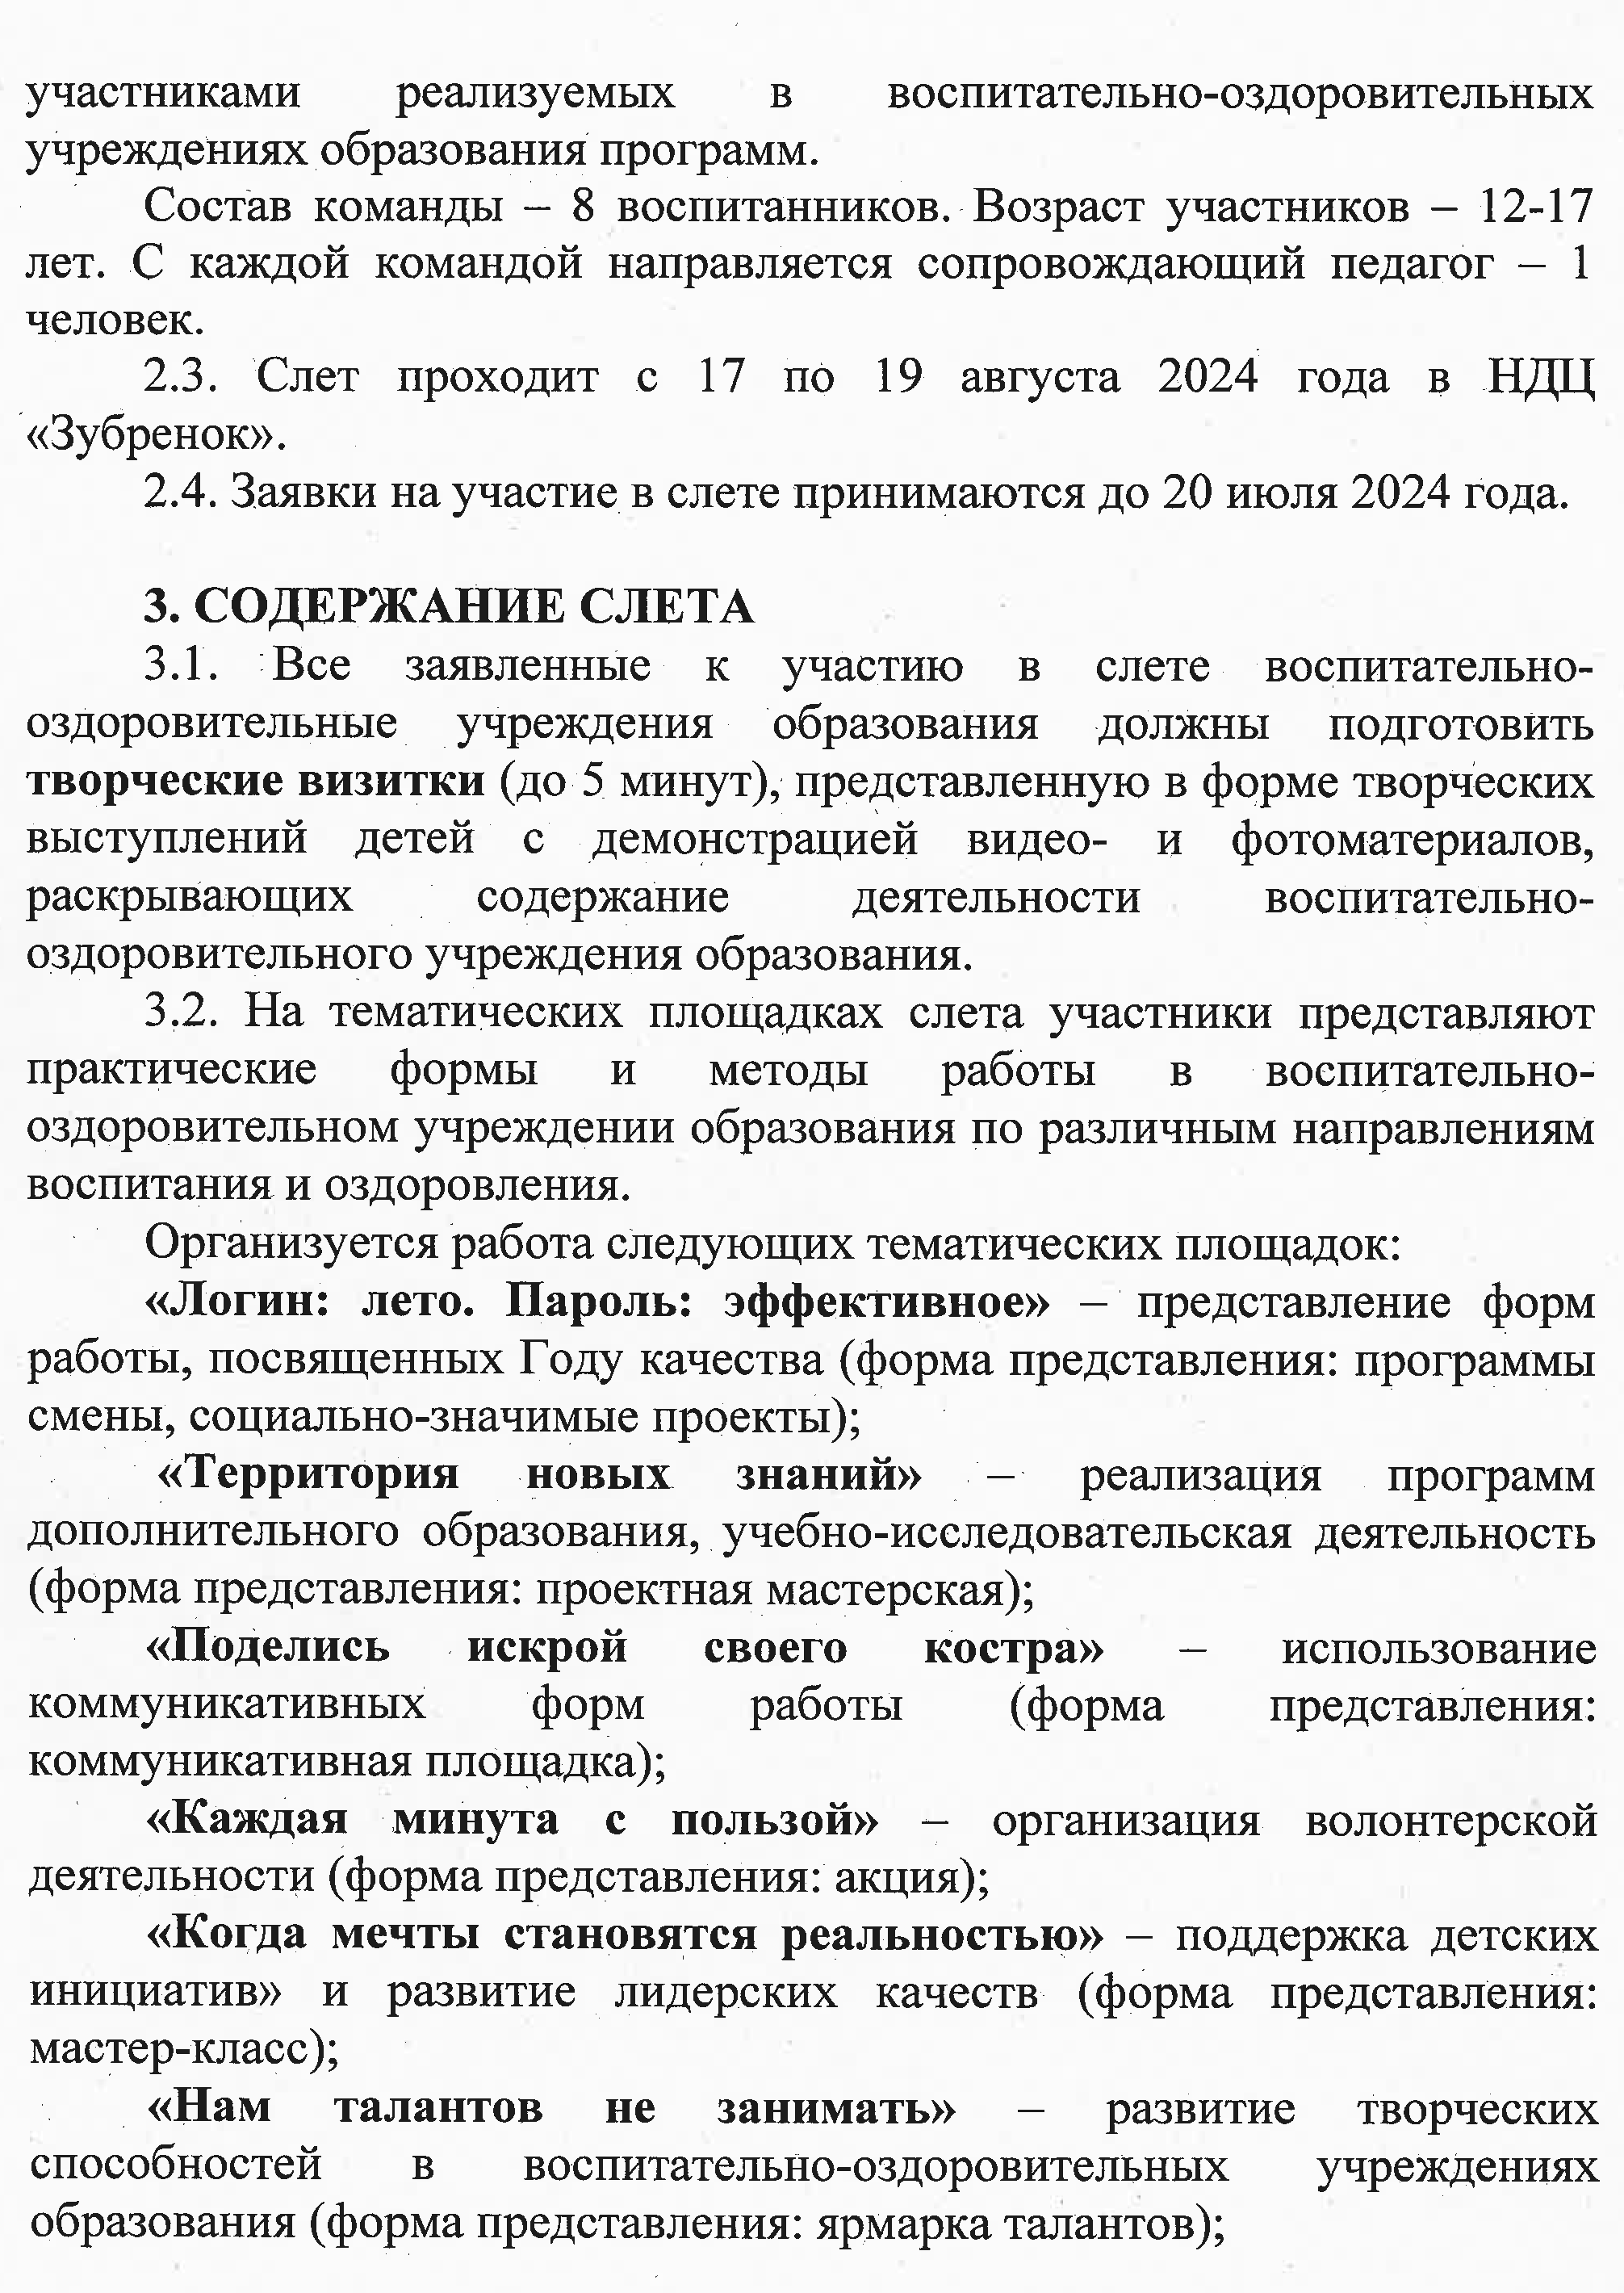 участниками реализуемых в воспитательно-оздоровительных
учреждениях образования программ.
Состав команды – 8 воспитанников. Возраст участников – 12-17
лет. С каждой командой направляется сопровождающий педагог – 1
человек.
2.3. Слет проходит с 17 по 19 августа 2024 года в НДЦ
«Зубренок».
2.4. Заявки на участие в слете принимаются до 20 июля 2024 года.
3. СОДЕРЖАНИЕ СЛЕТА
3.1. Все заявленные к участию в слете воспитательно-
оздоровительные учреждения образования должны подготовить
творческие визитки (до 5 минут), представленную в форме творческих
выступлений детей с демонстрацией видео- и фотоматериалов,
раскрывающих содержание деятельности воспитательно-
оздоровительного учреждения образования.
3.2. На тематических площадках слета участники представляют
практические формы и методы работы в воспитательно-
оздоровительном учреждении образования по различным направлениям
воспитания и оздоровления.
Организуется работа следующих тематических площадок:
«Логин: лето. Пароль: эффективное» – представление форм
работы, посвященных Году качества (форма представления: программы
смены, социально-значимые проекты);
«Территория новых знаний» – реализация программ
дополнительного образования, учебно-исследовательская деятельность
(форма представления: проектная мастерская);
«Поделись искрой своего костра» – использование
коммуникативных форм работы (форма представления:
коммуникативная площадка);
«Каждая минута с пользой» – организация волонтерской
деятельности (форма представления: акция);
«Когда мечты становятся реальностью» – поддержка детских
инициатив» и развитие лидерских качеств (форма представления:
мастер-класс);
«Нам талантов не занимать» – развитие творческих
способностей в воспитательно-оздоровительных учреждениях
образования (форма представления: ярмарка талантов);